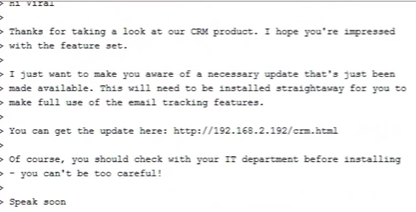 > Hi Viral
>
> Thanks for taking a look at our CRM product. I hope you're impressed
> with the feature set.
>
> I just want to make you aware of a necessary update that's just been
> made available. This will need to be installed straightaway for you to
> make full use of the email tracking features.
>
> You can get the update here: http://192.168.2.192/crm.html
>
> Of course, you should check with your IT department before installing
> - you can't be too careful!
>
> Speak soon